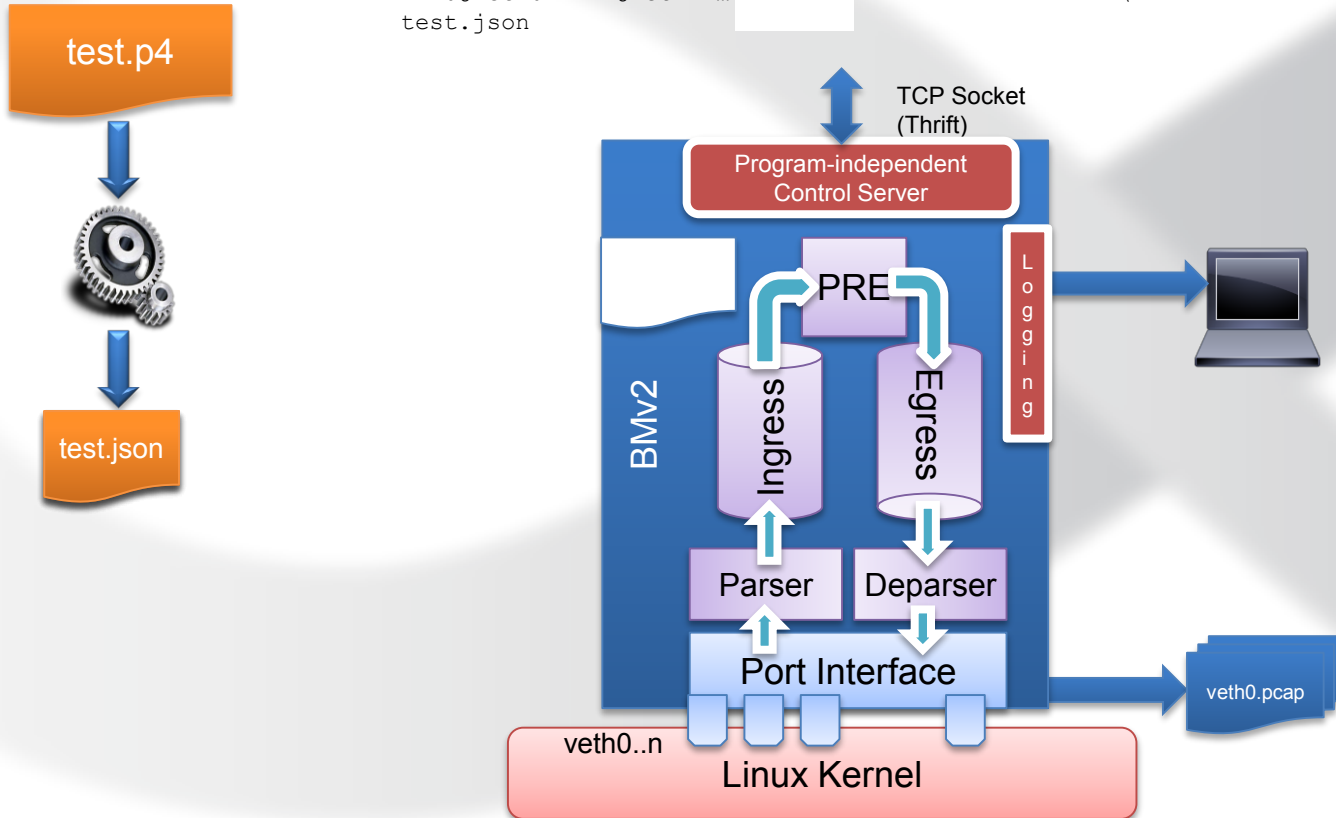 test.json
test.p4
TCP Socket
(Thrift)
Program-independent
Control Server
PRE
Logging
BMv2
Ingress
Egress
test.json
Parser
Deparser
Port Interface
veth0.pcap
veth0..n
Linux Kernel